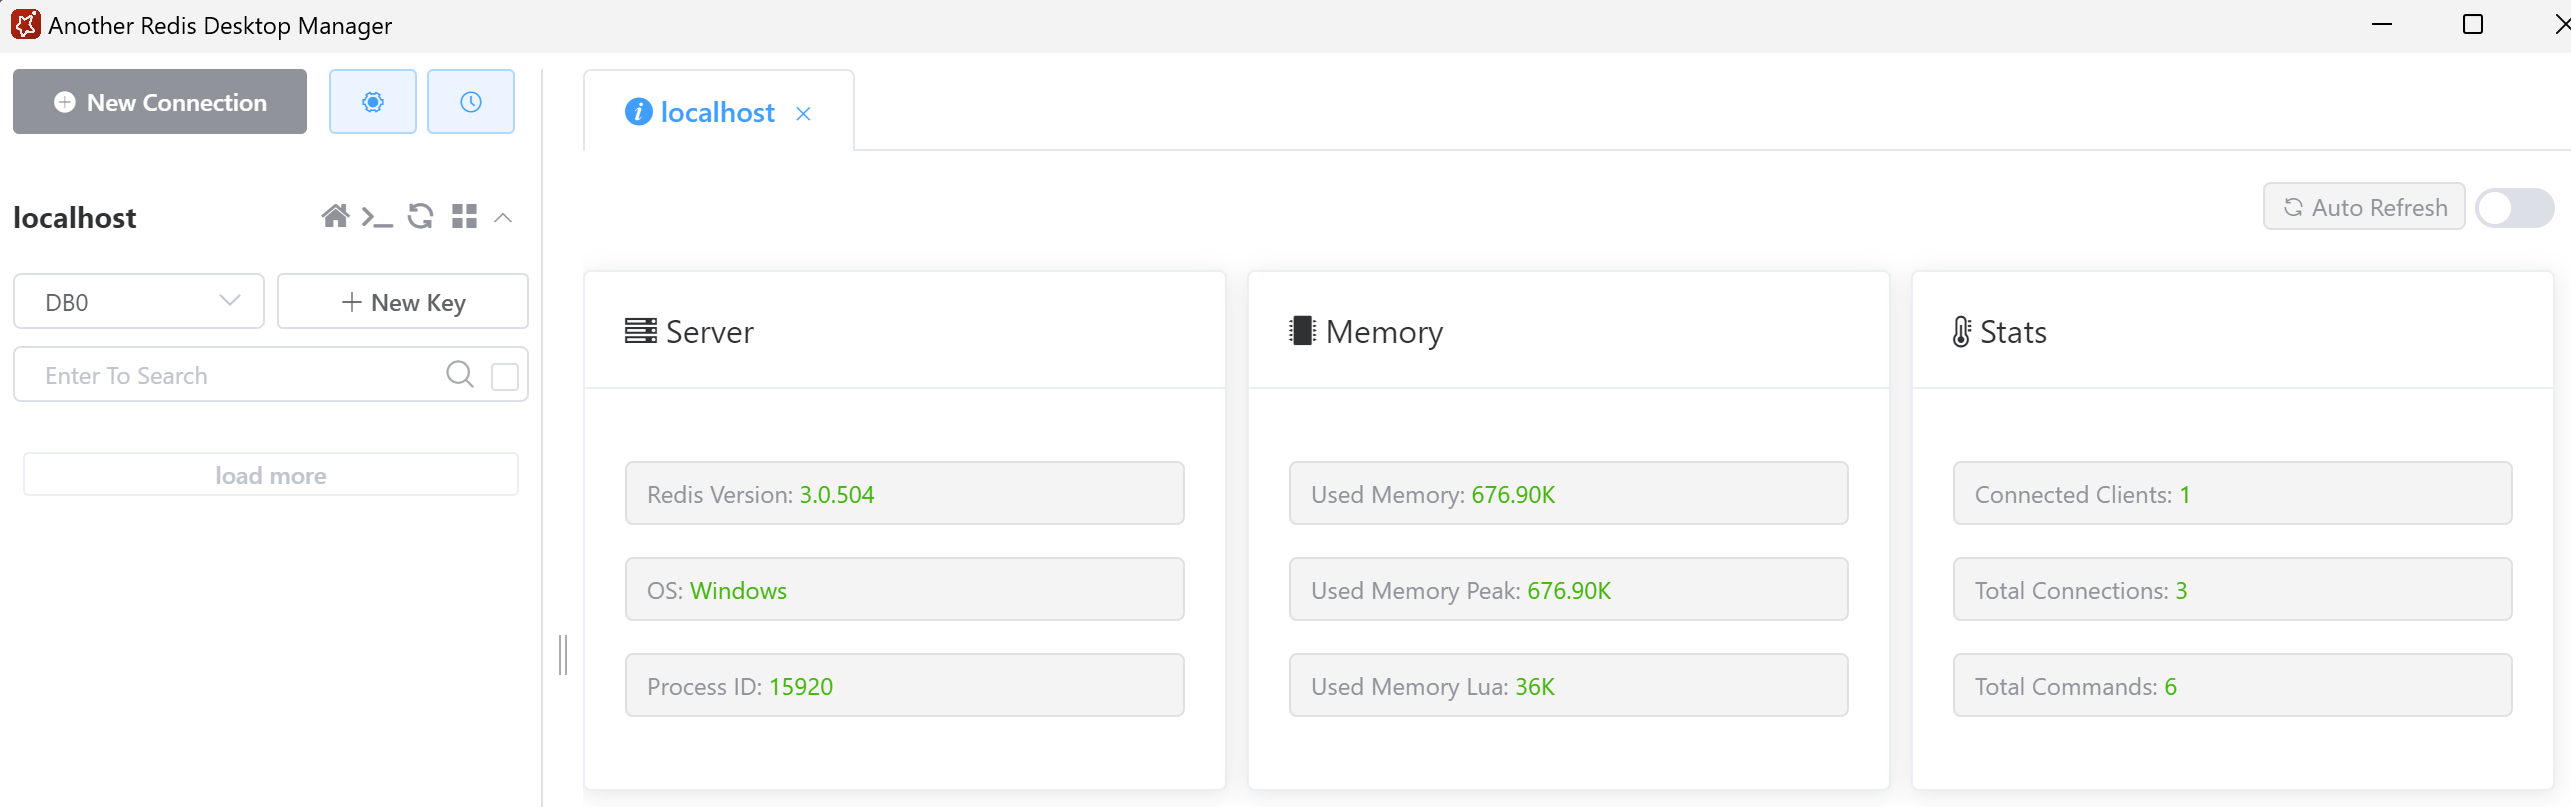 Another Redis Desktop Manager
New Connection
localhost
DB0
New Key
Enter To Search
load more
localhost
Auto Refresh
Server
Redis Version: 3.0.504
OS: Windows
Process ID: 15920
Memory
Used Memory: 676.90K
Used Memory Peak: 676.90K
Used Memory Lua: 36K
Stats
Connected Clients: 1
Total Connections: 3
Total Commands: 6